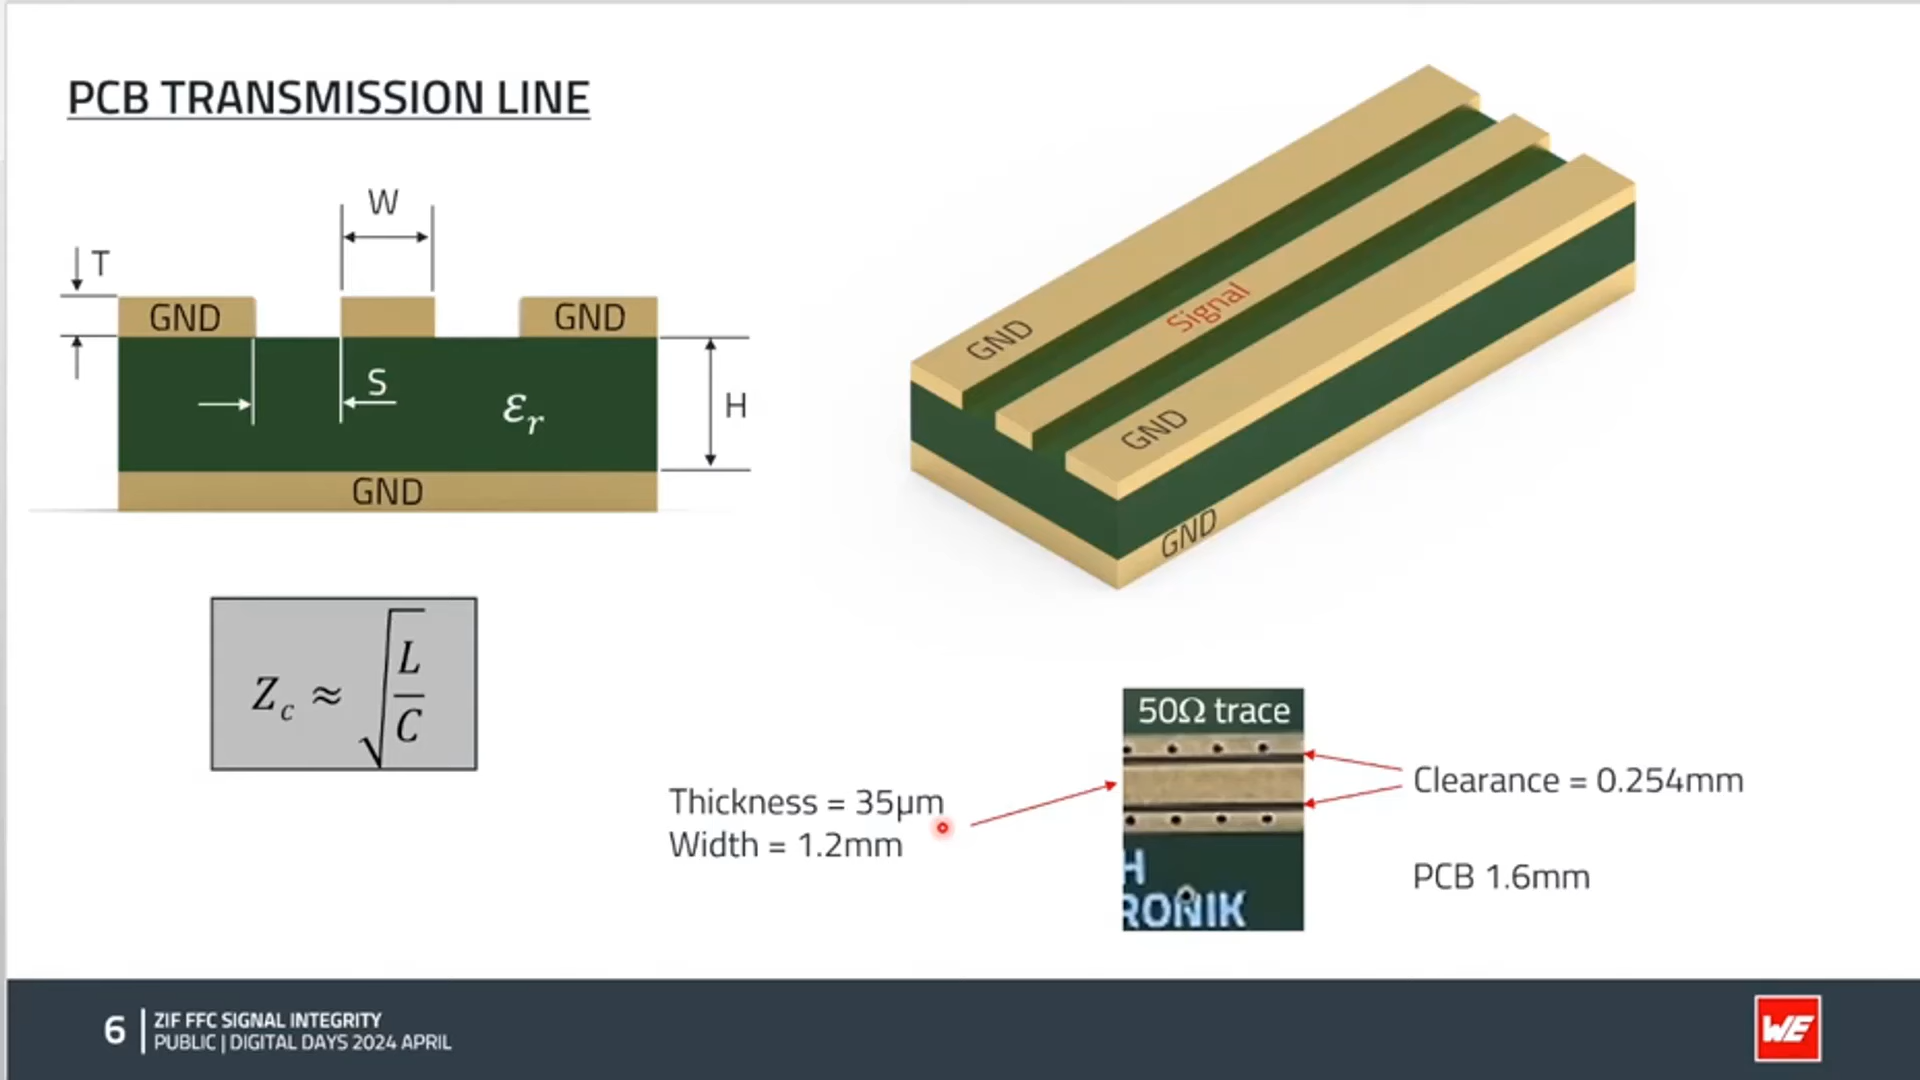 PCB TRANSMISSION LINE
W
T
GND
GND
S
εr
H
GND
GND
Signal
GND
GND
Zc ≈ √(L/C)
50Ω trace
Thickness = 35µm
Width = 1.2mm
Clearance = 0.254mm
PCB 1.6mm
H
RONIK
6
ZIF FFC SIGNAL INTEGRITY
PUBLIC | DIGITAL DAYS 2024 APRIL
WE